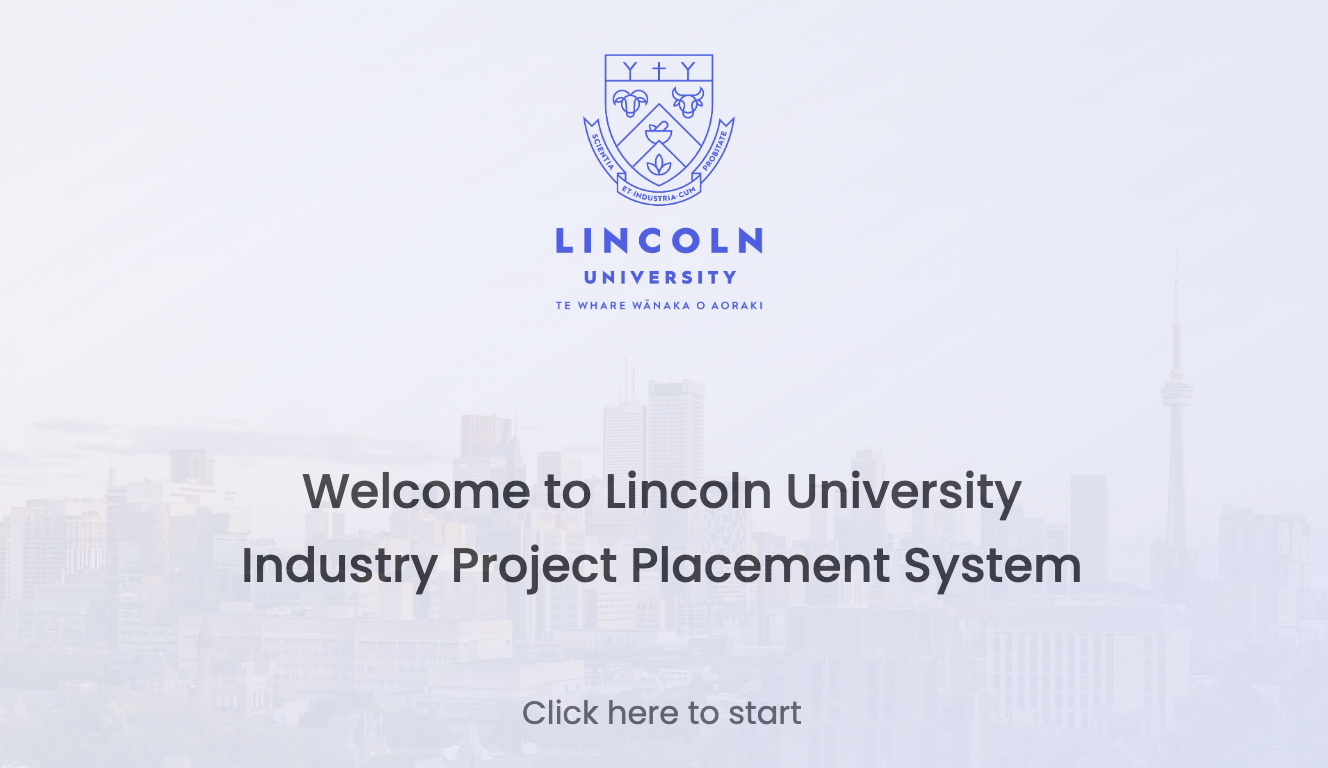 SCIENTIA
ET·INDUSTRIA·CUM
PROBITATE
LINCOLN
UNIVERSITY
TE WHARE WĀNAKA O AORAKI
Welcome to Lincoln University
Industry Project Placement System
Click here to start